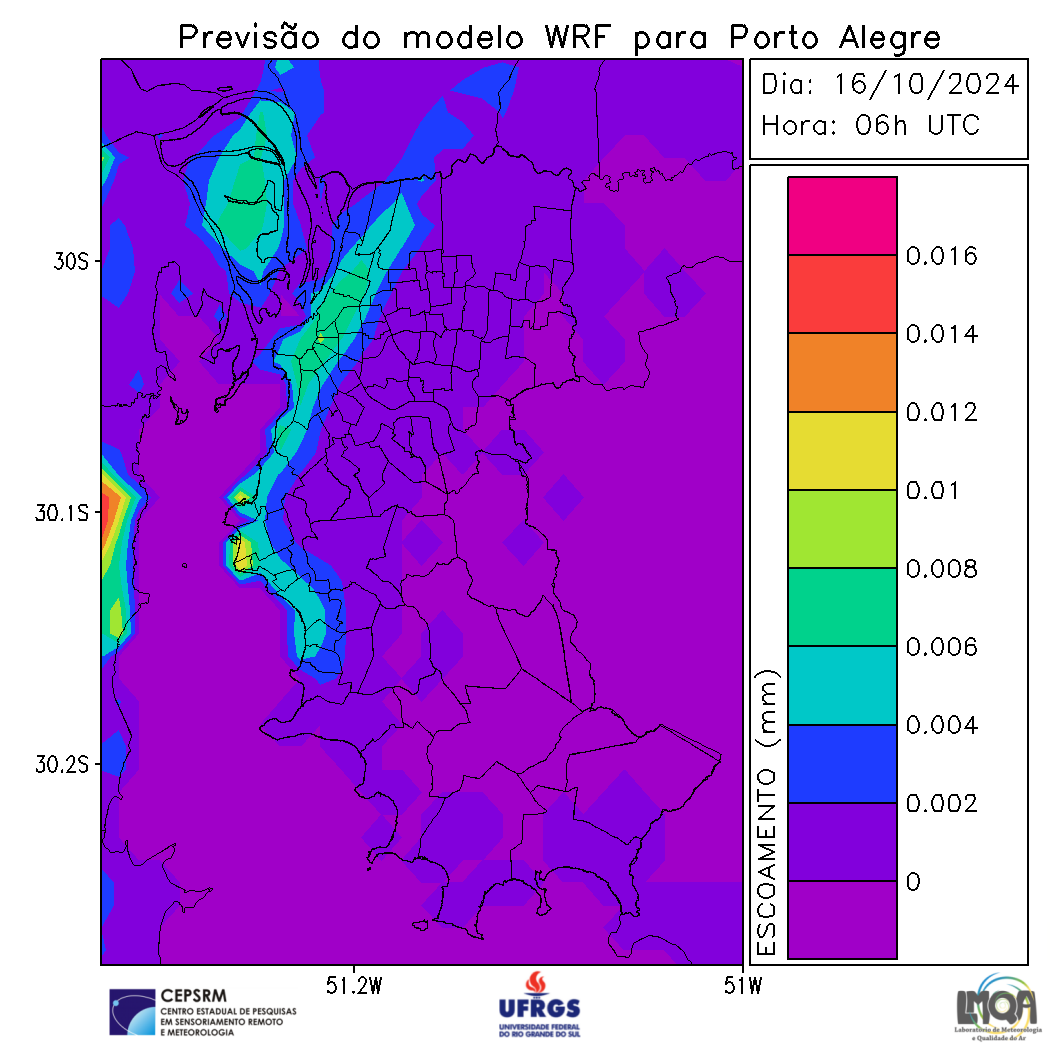 Previsão do modelo WRF para Porto Alegre
Dia: 16/10/2024
Hora: 06h UTC
0.016
0.014
0.012
0.01
0.008
0.006
0.004
0.002
0
ESCOAMENTO (mm)
30S
30.1S
30.2S
51.2W
51W
CEPSRM
CENTRO ESTADUAL DE PESQUISAS
EM SENSORIAMENTO REMOTO
E METEOROLOGIA
UFRGS
UNIVERSIDADE FEDERAL
DO RIO GRANDE DO SUL
LMQA
Laboratório de Meteorologia
e Qualidade do Ar